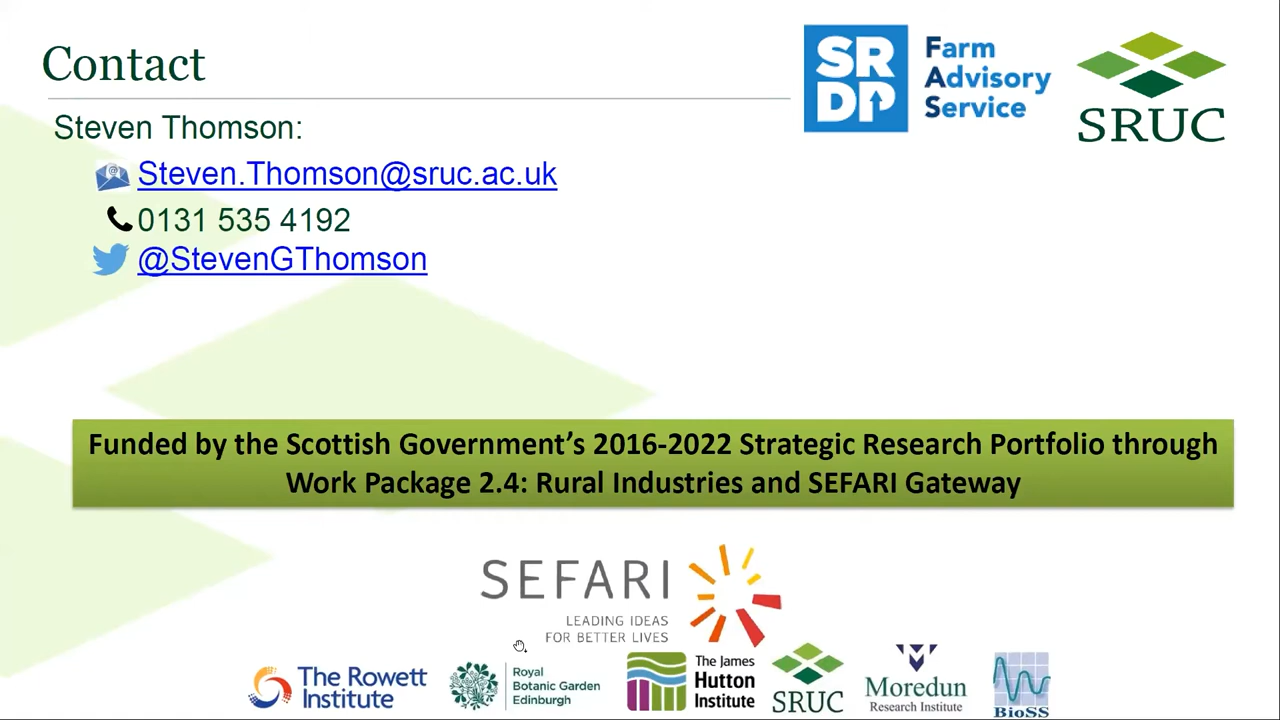 Contact
SR
DP
Farm
Advisory
Service
SRUC
Steven Thomson:
Steven.Thomson@sruc.ac.uk
0131 535 4192
@StevenGThomson
Funded by the Scottish Government’s 2016-2022 Strategic Research Portfolio through
Work Package 2.4: Rural Industries and SEFARI Gateway
SEFARI
LEADING IDEAS
FOR BETTER LIVES
The Rowett
Institute
Royal
Botanic Garden
Edinburgh
The James
Hutton
Institute
SRUC
Moredun
Research Institute
BioSS